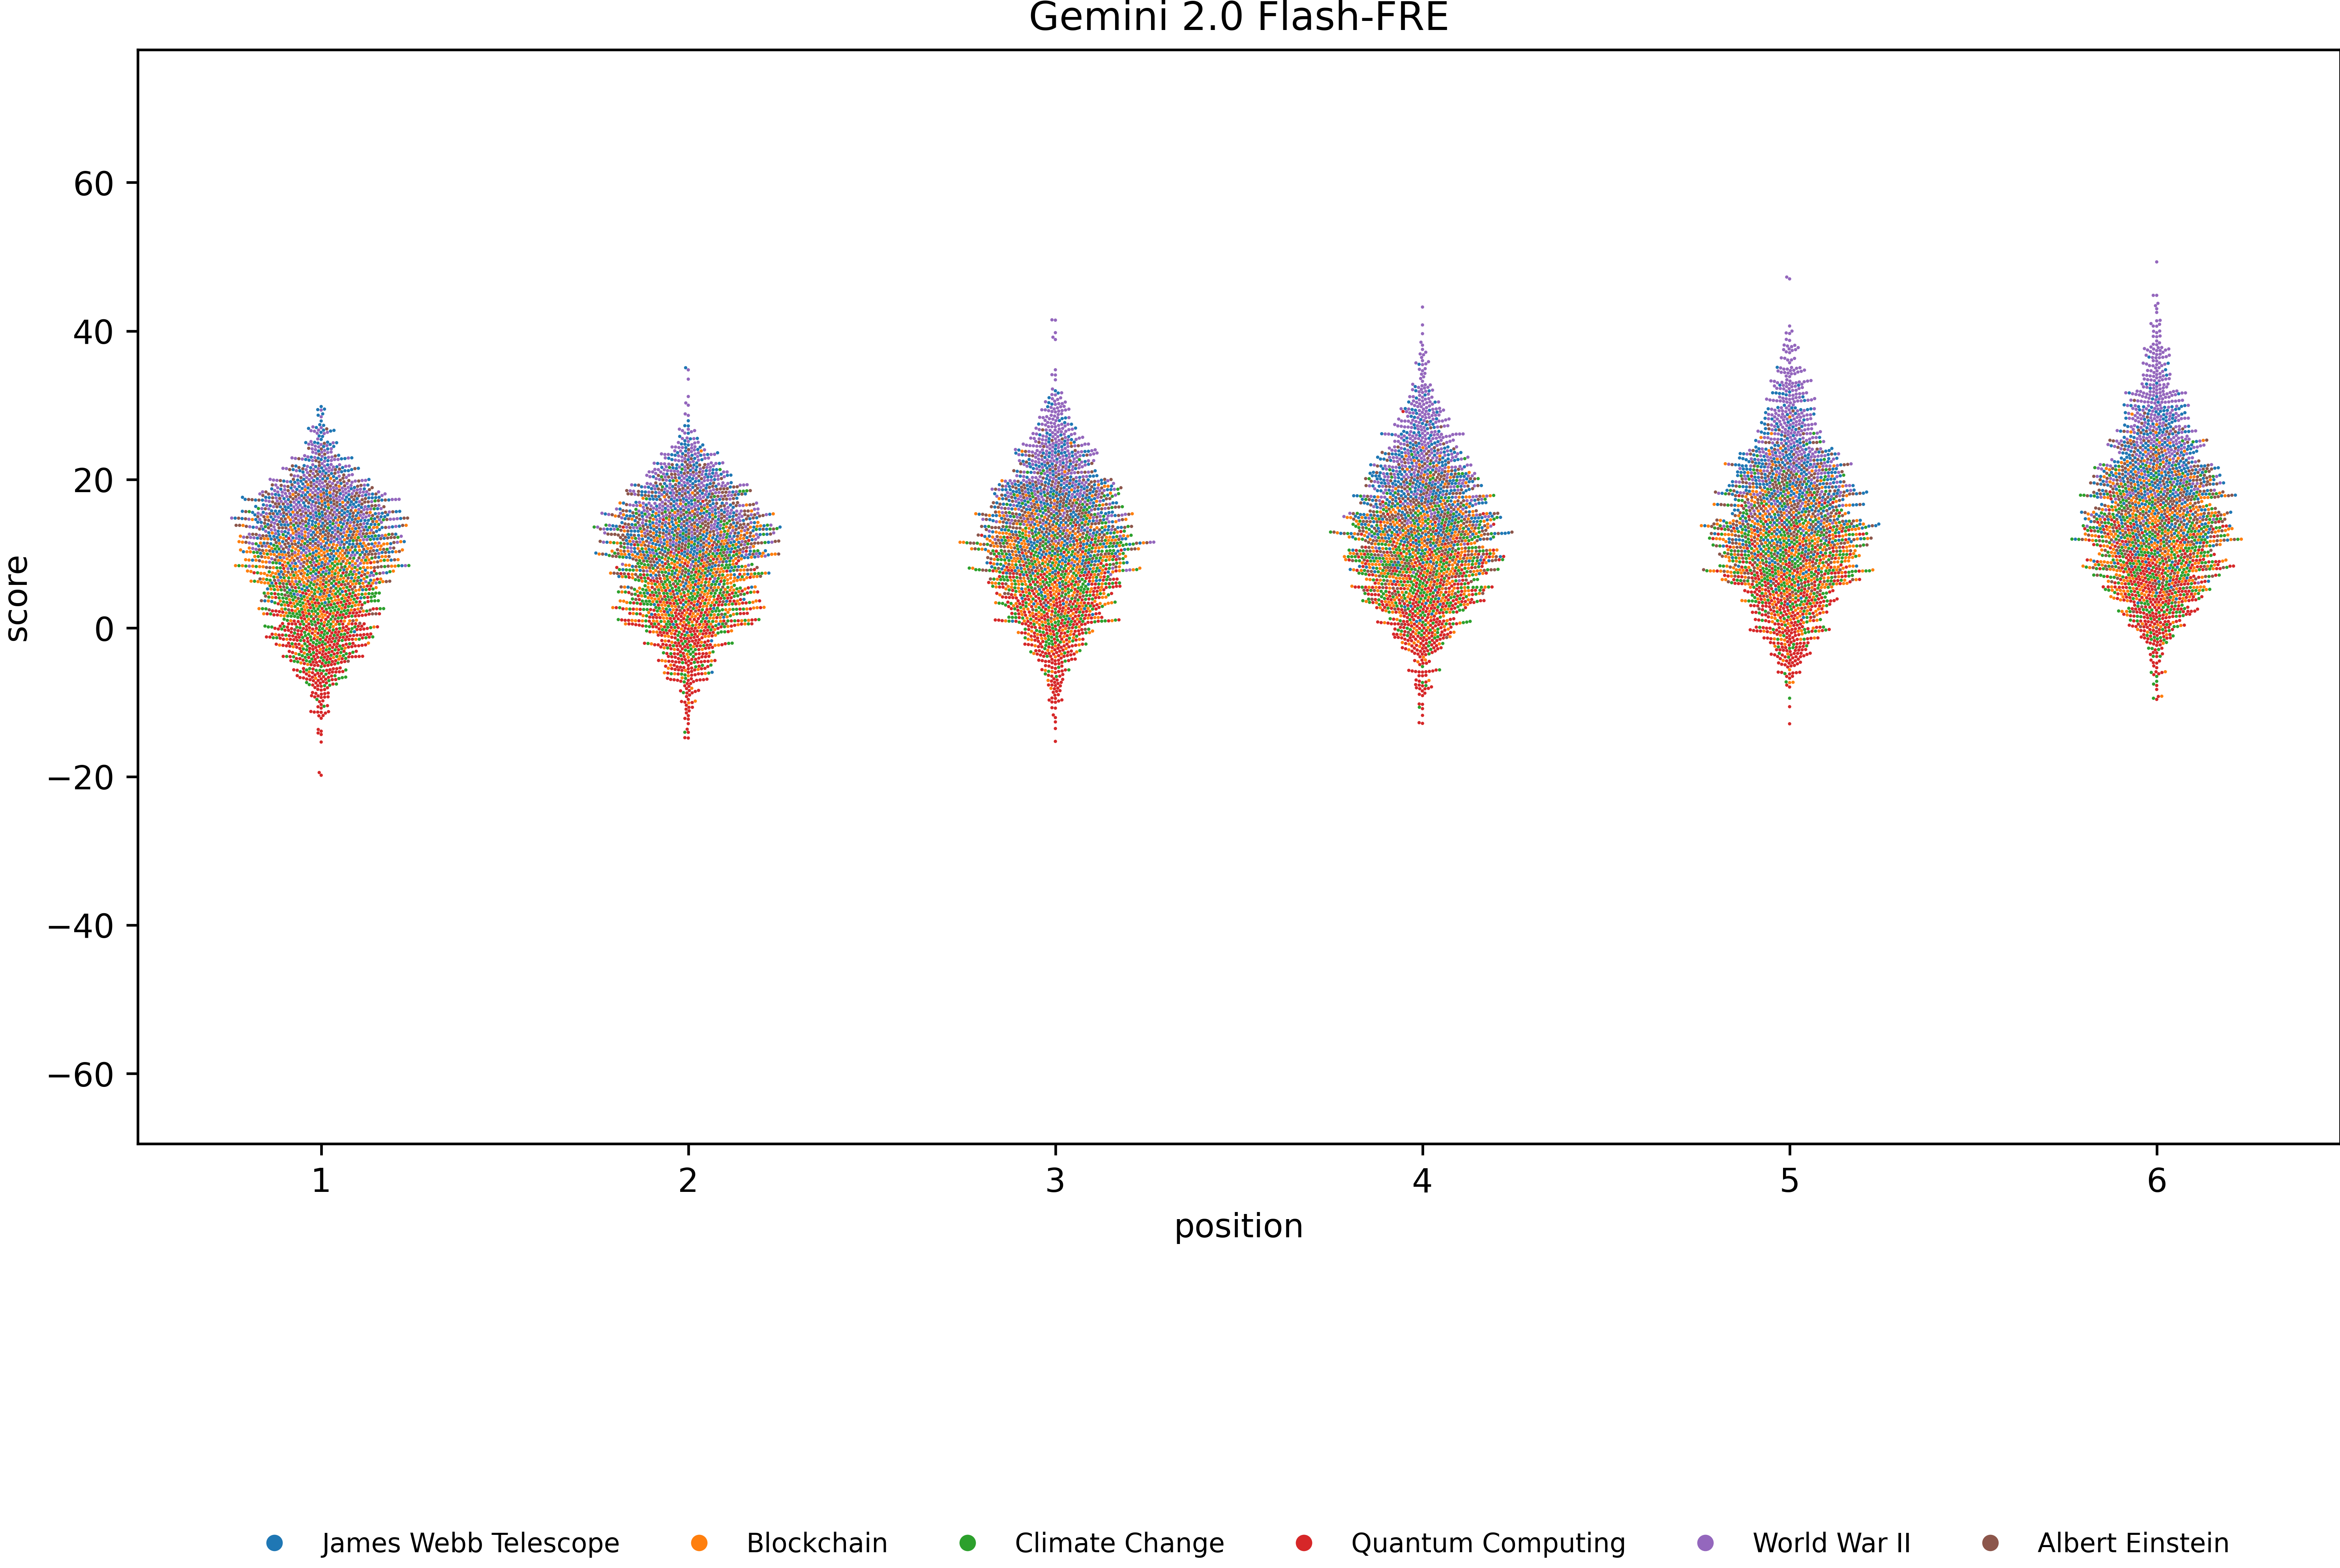 Gemini 2.0 Flash-FRE
score
60
40
20
0
−20
−40
−60
1 2 3 4 5 6
position
James Webb Telescope Blockchain Climate Change Quantum Computing World War II Albert Einstein